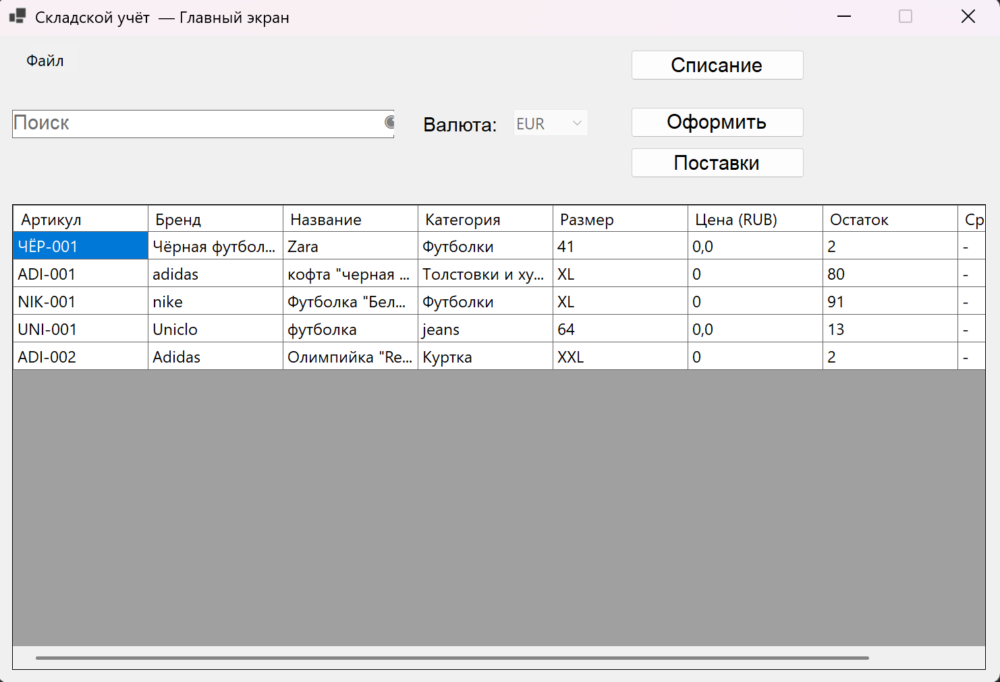 Складской учёт — Главный экран
Файл
Списание
Поиск
Валюта: EUR
Оформить
Поставки
Артикул Бренд Название Категория Размер Цена (RUB) Остаток Ср
ЧЁР-001 Чёрная футбол... Zara Футболки 41 0,0 2 -
ADI-001 adidas кофта "черная ... Толстовки и ху... XL 0 80 -
NIK-001 nike Футболка "Бел... Футболки XL 0 91 -
UNI-001 Uniclo футболка jeans 64 0,0 13 -
ADI-002 Adidas Олимпийка "Re... Куртка XXL 0 2 -